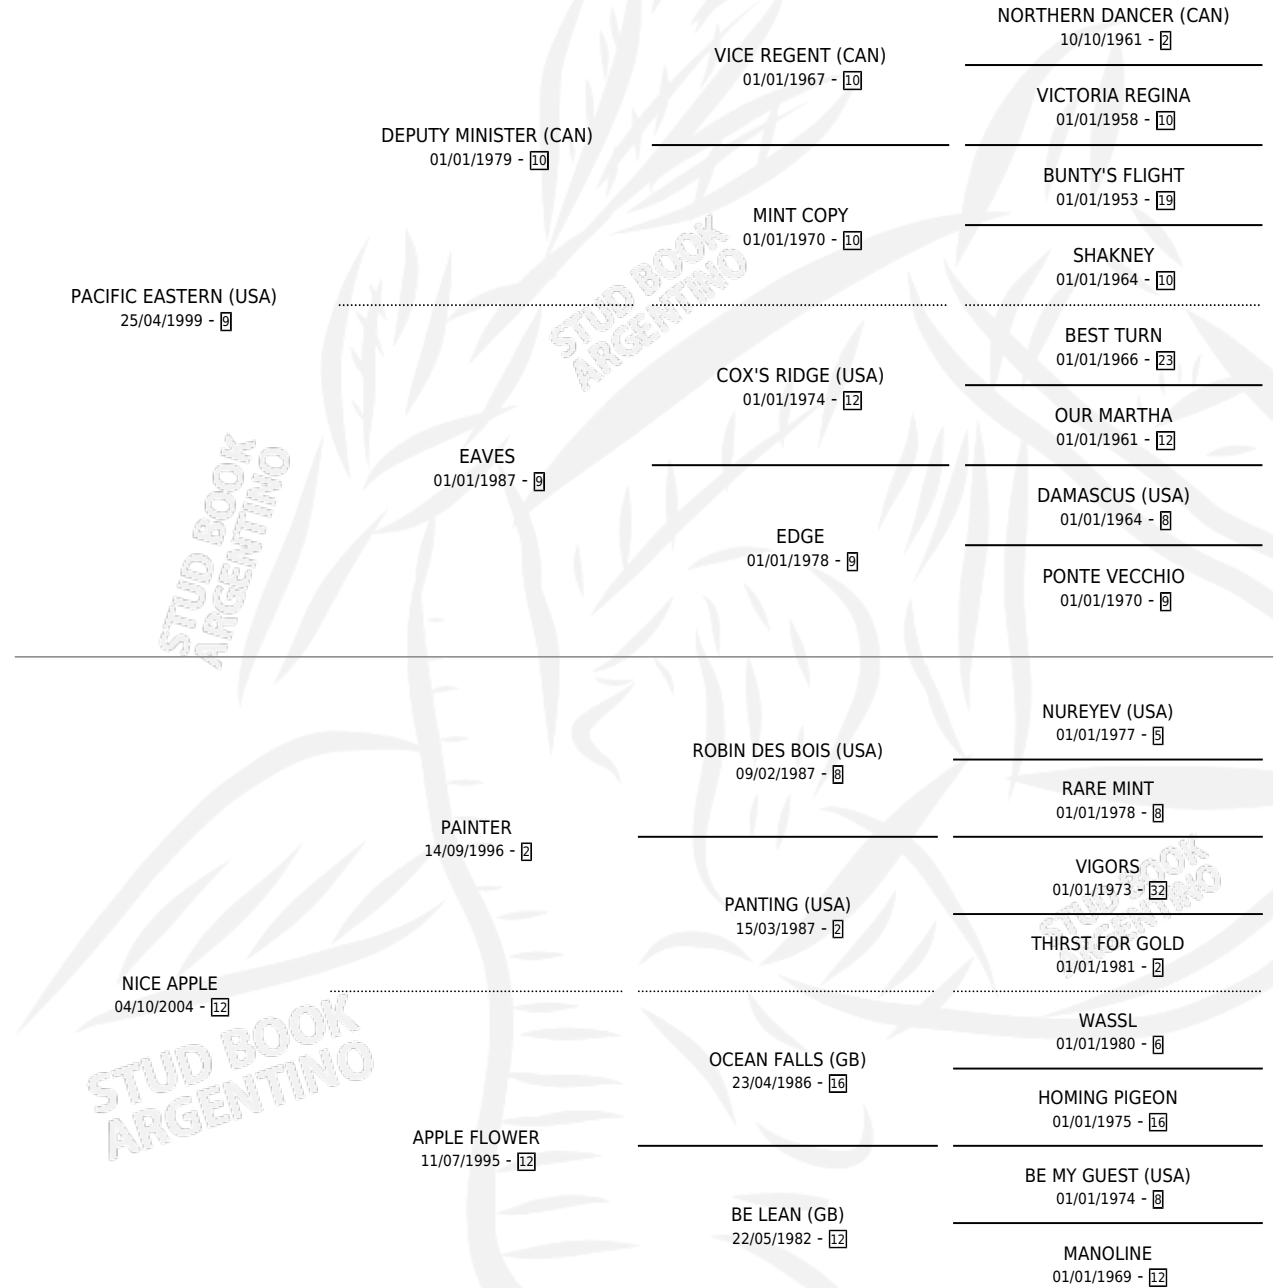 NORTHERN DANCER (CAN)
10/10/1961 - 2
VICE REGENT (CAN)
01/01/1967 - 10
VICTORIA REGINA
01/01/1958 - 10
DEPUTY MINISTER (CAN)
01/01/1979 - 10
BUNTY'S FLIGHT
01/01/1953 - 19
MINT COPY
01/01/1970 - 10
SHAKNEY
01/01/1964 - 10
PACIFIC EASTERN (USA)
25/04/1999 - 9
BEST TURN
01/01/1966 - 23
COX'S RIDGE (USA)
01/01/1974 - 12
OUR MARTHA
01/01/1961 - 12
EAVES
01/01/1987 - 9
DAMASCUS (USA)
01/01/1964 - 8
EDGE
01/01/1978 - 9
PONTE VECCHIO
01/01/1970 - 9
STUD BOOK
ARGENTINO
STUD BOOK
ARGENTINO
NUREYEV (USA)
01/01/1977 - 5
ROBIN DES BOIS (USA)
09/02/1987 - 8
RARE MINT
01/01/1978 - 8
PAINTER
14/09/1996 - 2
VIGORS
01/01/1973 - 32
PANTING (USA)
15/03/1987 - 2
THIRST FOR GOLD
01/01/1981 - 2
STUD BOOK
ARGENTINO
NICE APPLE
04/10/2004 - 12
WASSL
01/01/1980 - 6
OCEAN FALLS (GB)
23/04/1986 - 16
HOMING PIGEON
01/01/1975 - 16
STUD BOOK
ARGENTINO
APPLE FLOWER
11/07/1995 - 12
BE MY GUEST (USA)
01/01/1974 - 8
BE LEAN (GB)
22/05/1982 - 12
MANOLINE
01/01/1969 - 12